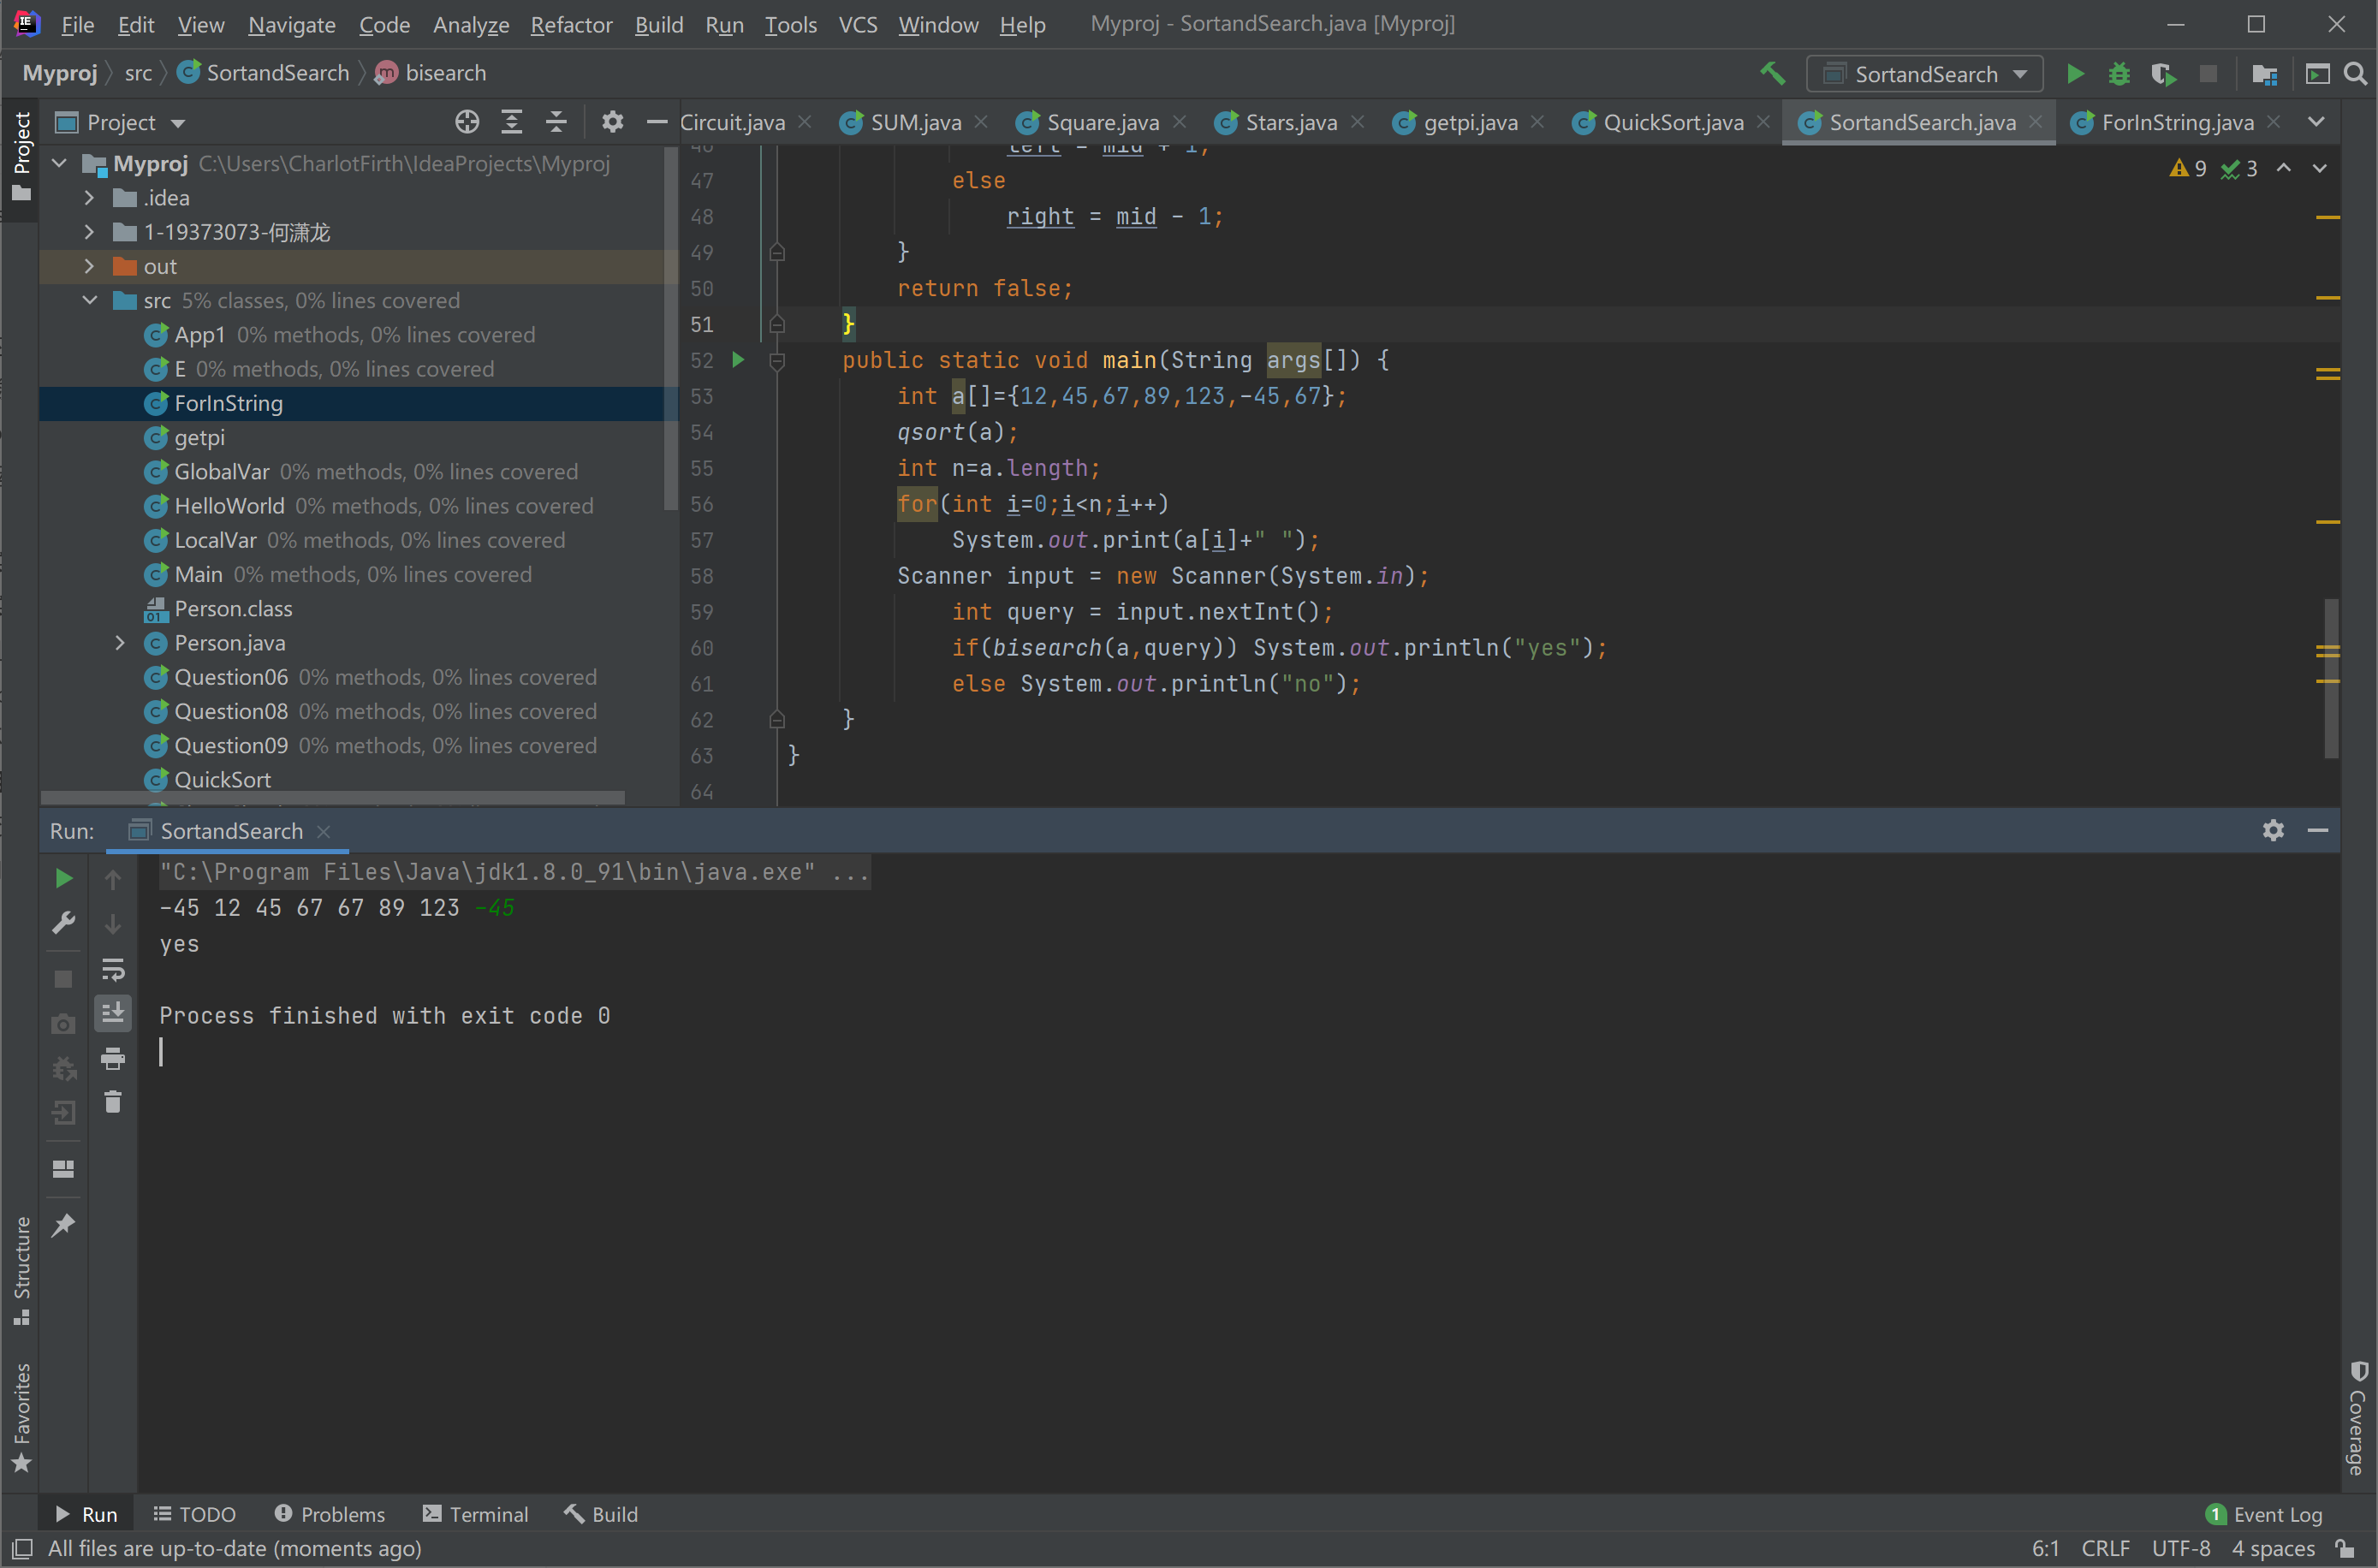 File Edit View Navigate Code Analyze Refactor Build Run Tools VCS Window Help Myproj - SortandSearch.java [Myproj]
Myproj src SortandSearch bisearch SortandSearch
Project
Project
Circuit.java SUM.java Square.java Stars.java getpi.java QuickSort.java SortandSearch.java ForInString.java
Myproj C:\Users\CharlotFirth\IdeaProjects\Myproj
.idea
1-19373073-何潇龙
out
src 5% classes, 0% lines covered
App1 0% methods, 0% lines covered
E 0% methods, 0% lines covered
ForInString
getpi
GlobalVar 0% methods, 0% lines covered
HelloWorld 0% methods, 0% lines covered
LocalVar 0% methods, 0% lines covered
Main 0% methods, 0% lines covered
Person.class
Person.java
Question06 0% methods, 0% lines covered
Question08 0% methods, 0% lines covered
Question09 0% methods, 0% lines covered
QuickSort
9 3
46 left = mid + 1;
47 else
48 right = mid - 1;
49 }
50 return false;
51 }
52 public static void main(String args[]) {
53 int a[]={12,45,67,89,123,-45,67};
54 qsort(a);
55 int n=a.length;
56 for(int i=0;i<n;i++)
57 System.out.print(a[i]+" ");
58 Scanner input = new Scanner(System.in);
59 int query = input.nextInt();
60 if(bisearch(a,query)) System.out.println("yes");
61 else System.out.println("no");
62 }
63 }
64
Run: SortandSearch
"C:\Program Files\Java\jdk1.8.0_91\bin\java.exe" ...
-45 12 45 67 67 89 123 -45
yes
Process finished with exit code 0
Structure
Favorites
Coverage
Run TODO Problems Terminal Build 1 Event Log
All files are up-to-date (moments ago) 6:1 CRLF UTF-8 4 spaces